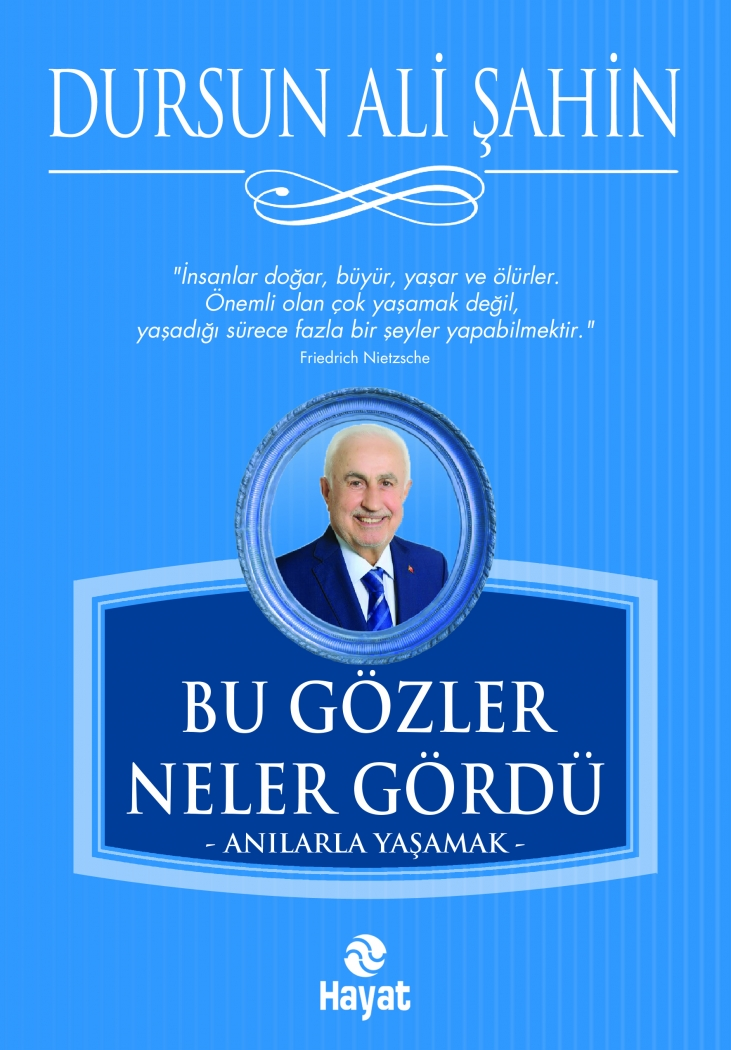 DURSUN ALİ ŞAHİN
"İnsanlar doğar, büyür, yaşar ve ölürler.
Önemli olan çok yaşamak değil,
yaşadığı sürece fazla bir şeyler yapabilmektir."
Friedrich Nietzsche
BU GÖZLER
NELER GÖRDÜ
- ANILARLA YAŞAMAK -
Hayat